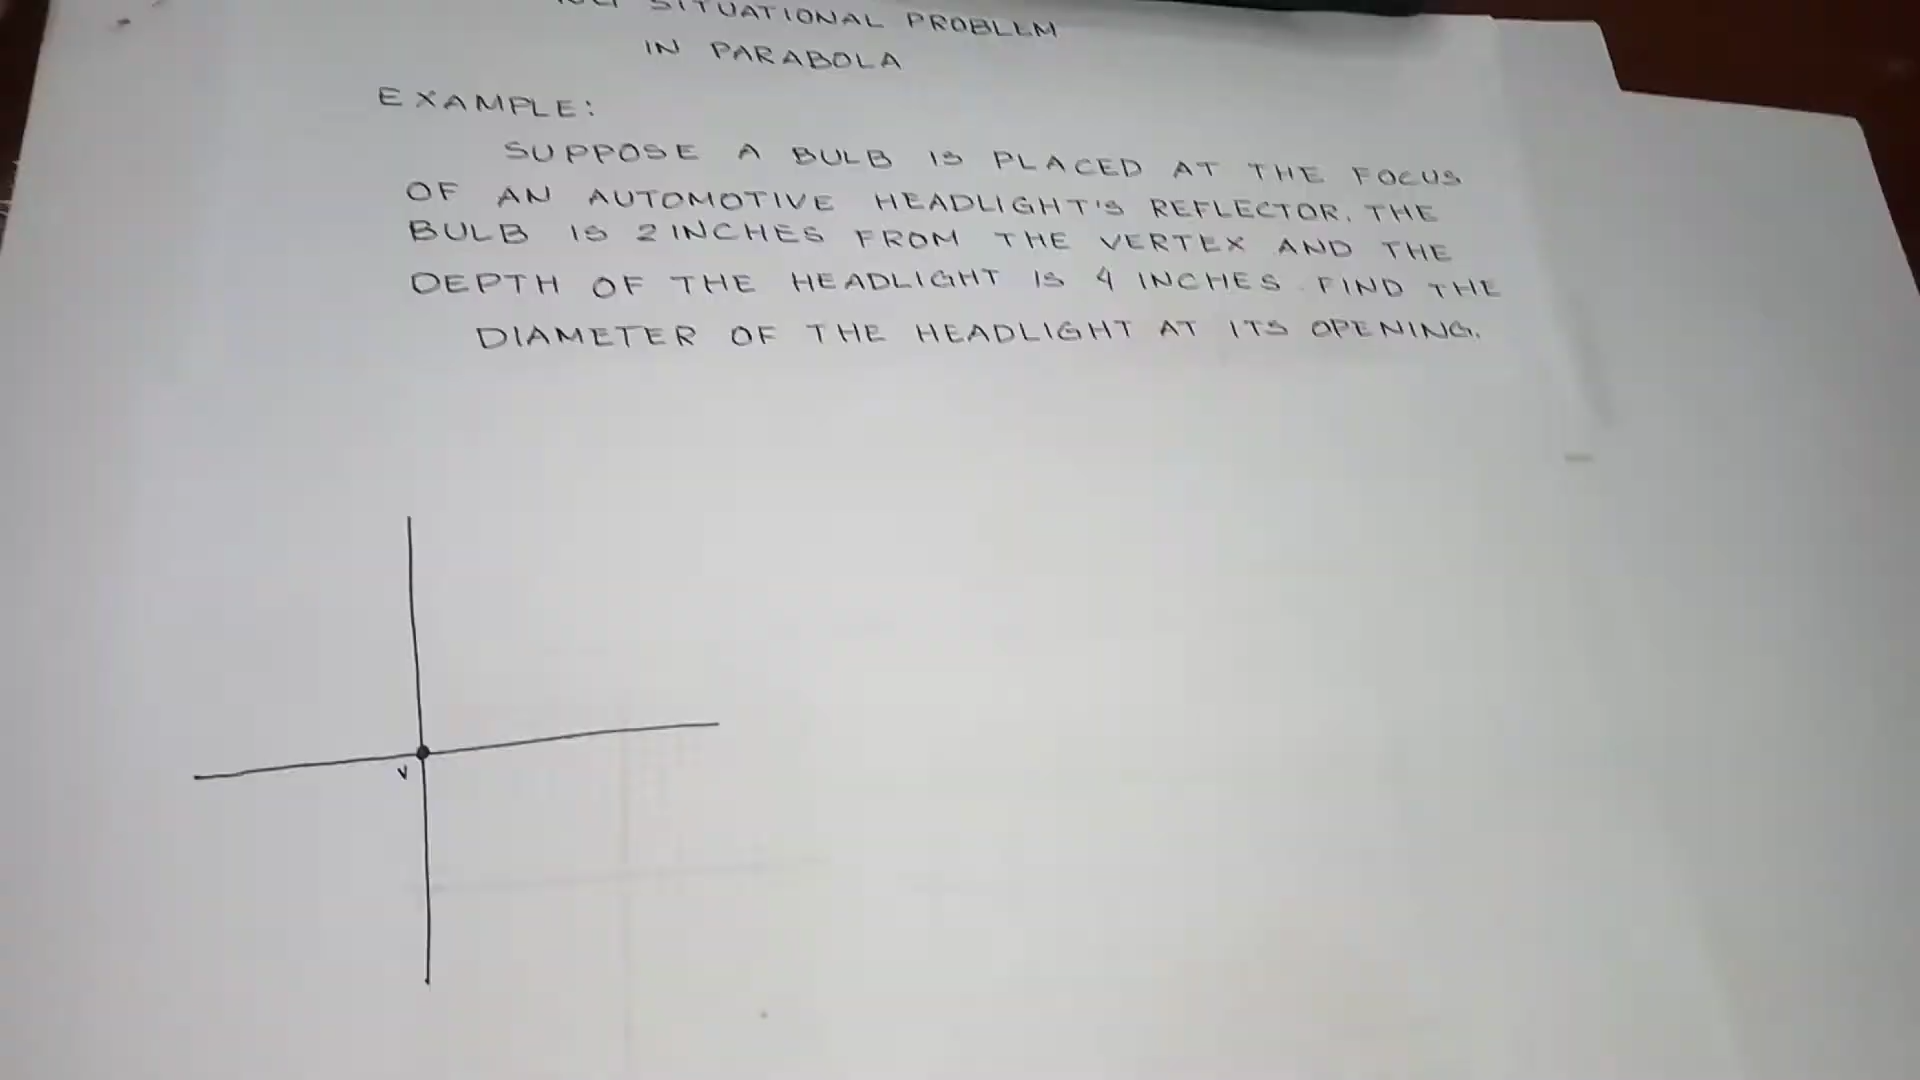 SITUATIONAL PROBLEM
IN PARABOLA
EXAMPLE:
SUPPOSE A BULB IS PLACED AT THE FOCUS
OF AN AUTOMOTIVE HEADLIGHT'S REFLECTOR. THE
BULB IS 2 INCHES FROM THE VERTEX AND THE
DEPTH OF THE HEADLIGHT IS 4 INCHES. FIND THE
DIAMETER OF THE HEADLIGHT AT ITS OPENING.
V